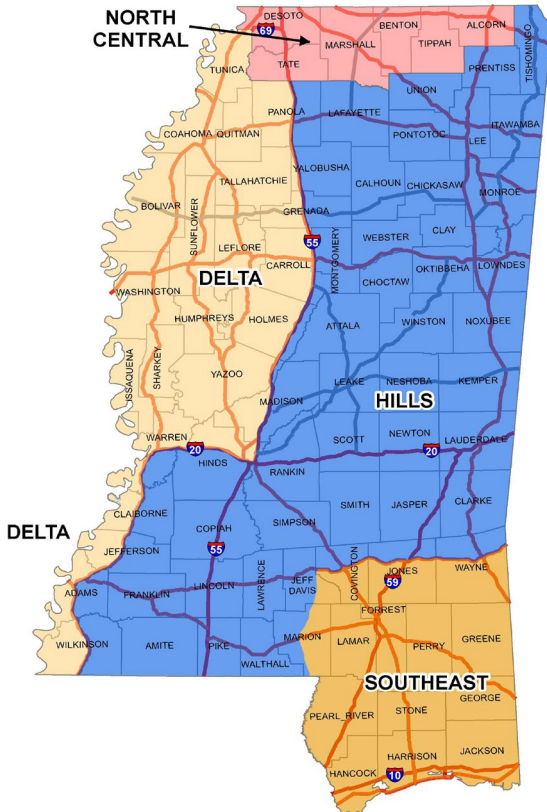 NORTH
CENTRAL
DESOTO
69
BENTON
ALCORN
MARSHALL
TIPPAH
TATE
TISHOMINGO
PRENTISS
TUNICA
UNION
PANOLA
LAFAYETTE
ITAWAMBA
COAHOMA
QUITMAN
PONTOTOC
LEE
YALOBUSHA
TALLAHATCHIE
CALHOUN
CHICKASAW
MONROE
BOLIVAR
SUNFLOWER
GRENADA
CLAY
WEBSTER
LEFLORE
55
MONTGOMERY
CARROLL
OKTIBBEHA
LOWNDES
DELTA
CHOCTAW
WASHINGTON
HUMPHREYS
HOLMES
ATTALA
WINSTON
NOXUBEE
ISSAQUENA
SHARKEY
YAZOO
LEAKE
NESHOBA
KEMPER
MADISON
HILLS
WARREN
20
SCOTT
NEWTON
20
LAUDERDALE
HINDS
RANKIN
CLAIBORNE
SMITH
JASPER
CLARKE
DELTA
COPIAH
SIMPSON
JEFFERSON
55
COVINGTON
JONES
WAYNE
59
ADAMS
FRANKLIN
LINCOLN
LAWRENCE
JEFF
DAVIS
FORREST
WILKINSON
AMITE
PIKE
MARION
LAMAR
PERRY
GREENE
WALTHALL
SOUTHEAST
GEORGE
PEARL_RIVER
STONE
HARRISON
JACKSON
HANCOCK
10